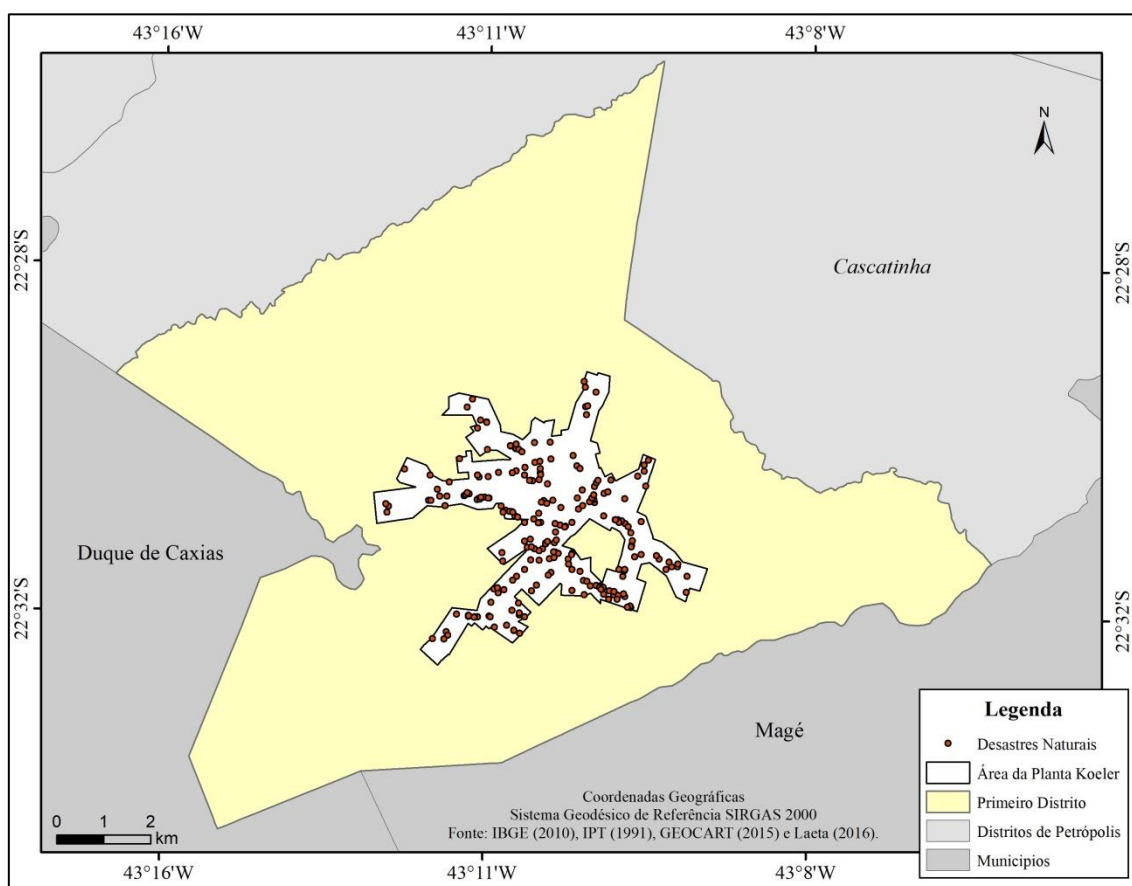 43°16'W 43°11'W 43°8'W
N
22°28'S 22°28'S
Cascatinha
Duque de Caxias
22°32'S 22°32'S
Magé
Legenda
Desastres Naturais
Área da Planta Koeler
Primeiro Distrito
Distritos de Petrópolis
Municipios
Coordenadas Geográficas
Sistema Geodésico de Referência SIRGAS 2000
Fonte: IBGE (2010), IPT (1991), GEOCART (2015) e Laeta (2016).
0 1 2
km
43°16'W 43°11'W 43°8'W